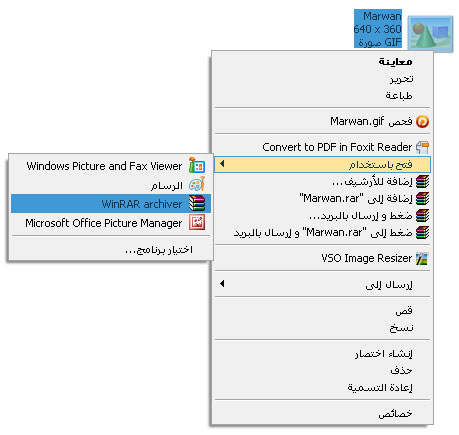 Marwan
640 x 360
صورة GIF
معاينة
تحرير
طباعة
فحص Marwan.gif
Convert to PDF in Foxit Reader
فتح باستخدام
إضافة للأرشيف...
إضافة إلى "Marwan.rar"
ضغط و إرسال بالبريد...
ضغط إلى "Marwan.rar" و إرسال بالبريد
VSO Image Resizer
إرسال إلى
قص
نسخ
إنشاء اختصار
حذف
إعادة التسمية
خصائص
Windows Picture and Fax Viewer
الرسام
WinRAR archiver
Microsoft Office Picture Manager
اختيار برنامج...